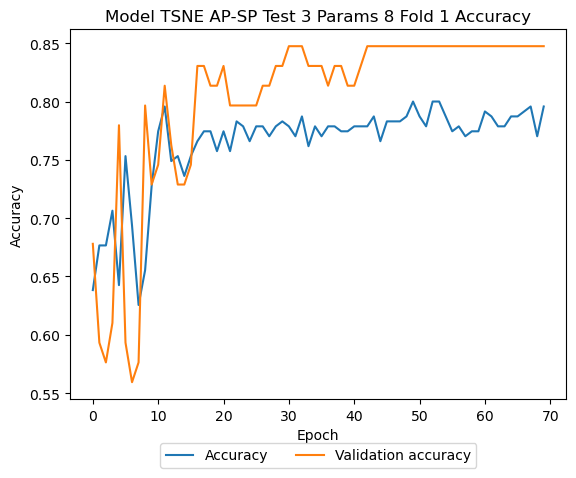 Model TSNE AP-SP Test 3 Params 8 Fold 1 Accuracy
0.85
0.80
0.75
0.70
0.65
0.60
0.55
Accuracy
0 10 20 30 40 50 60 70
Epoch
Accuracy Validation accuracy